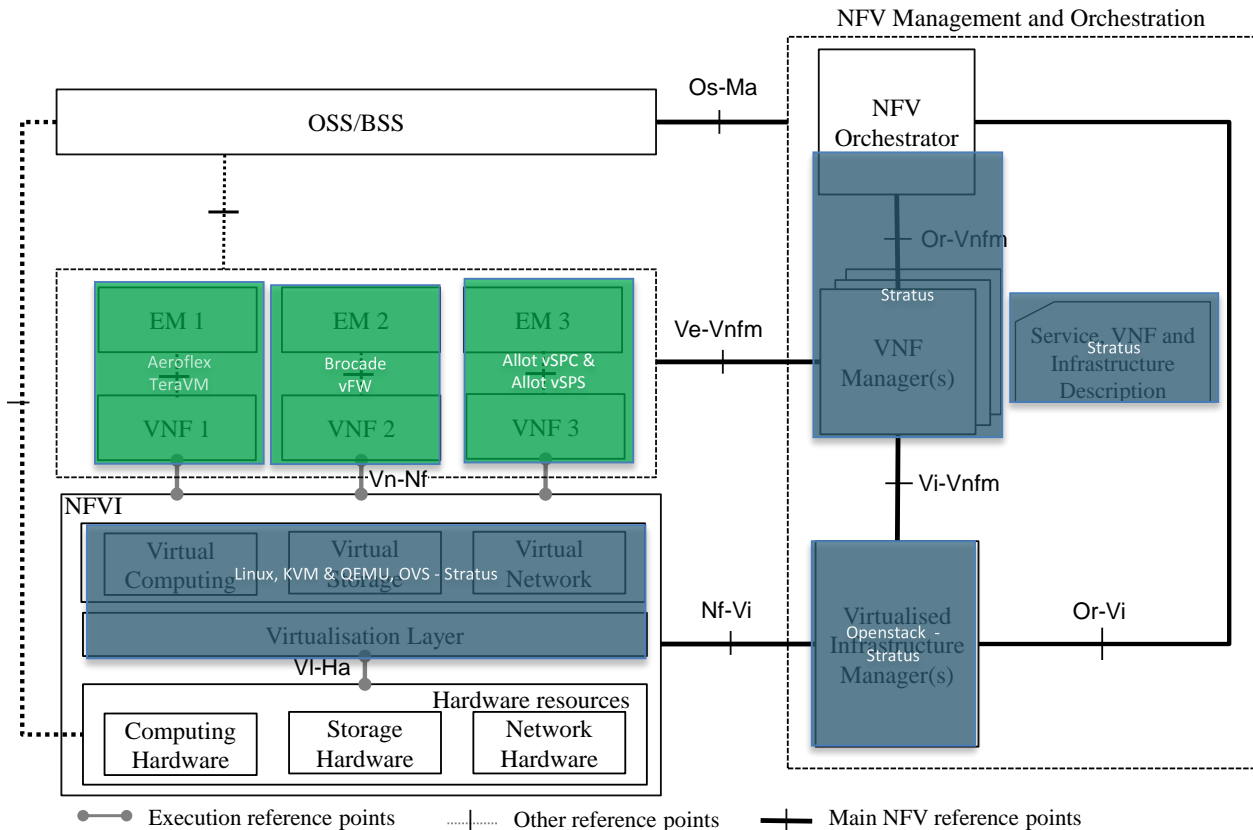 NFV Management and Orchestration
Os-Ma
OSS/BSS
NFV
Orchestrator
Or-Vnfm
EM 1
EM 2
EM 3
Aeroflex
TeraVM
Brocade
vFW
Allot vSPC &
Allot vSPS
VNF 1
VNF 2
VNF 3
Ve-Vnfm
Stratus
VNF
Manager(s)
Service, VNF and
Stratus
Infrastructure
Description
Vn-Nf
Vi-Vnfm
NFVI
Virtual
Computing
Virtual
Storage
Virtual
Network
Linux, KVM & QEMU, OVS - Stratus
Virtualisation Layer
Nf-Vi
Virtualised
Infrastructure
Manager(s)
Openstack -
Stratus
Or-Vi
Vl-Ha
Hardware resources
Computing
Hardware
Storage
Hardware
Network
Hardware
Execution reference points
Other reference points
Main NFV reference points